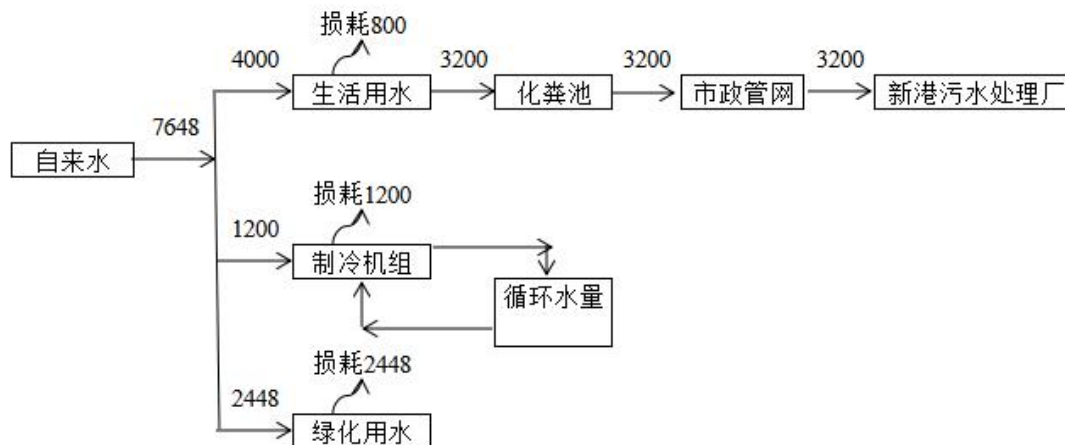 损耗800
4000
3200
3200
3200
生活用水
化粪池
市政管网
新港污水处理厂
7648
自来水
损耗1200
1200
制冷机组
循环水量
损耗2448
2448
绿化用水